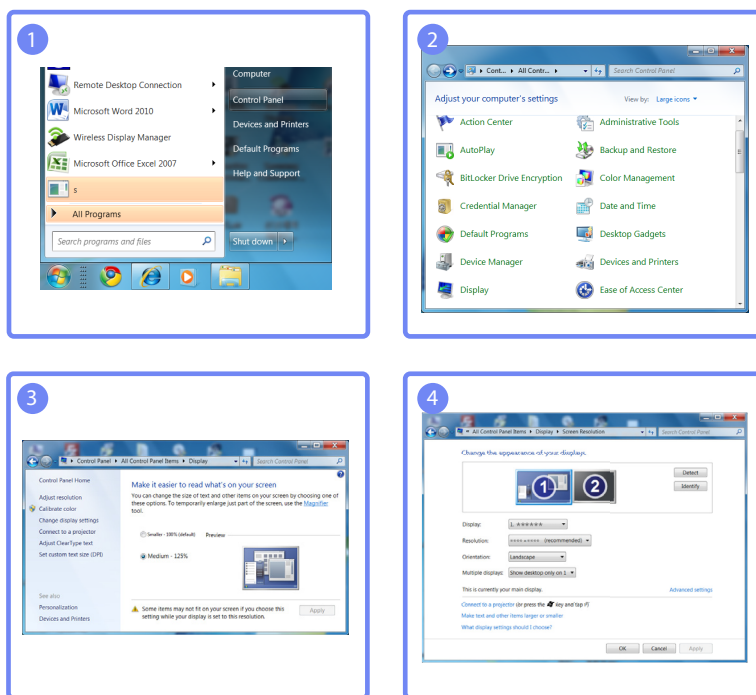 1
Remote Desktop Connection
Microsoft Word 2010
Wireless Display Manager
Microsoft Office Excel 2007
s
All Programs
Search programs and files
Computer
Control Panel
Devices and Printers
Default Programs
Help and Support
Shut down
2
Cont... All Contr...
Search Control Panel
Adjust your computer's settings
View by: Large icons
Action Center
Administrative Tools
AutoPlay
Backup and Restore
BitLocker Drive Encryption
Color Management
Credential Manager
Date and Time
Default Programs
Desktop Gadgets
Device Manager
Devices and Printers
Display
Ease of Access Center
3
Control Panel All Control Panel Items Display
Search Control Panel
Control Panel Home
Adjust resolution
Calibrate color
Change display settings
Connect to a projector
Adjust ClearType text
Set custom text size (DPI)
See also
Personalization
Devices and Printers
Make it easier to read what's on your screen
You can change the size of text and other items on your screen by choosing one of
these options. To temporarily enlarge just part of the screen, use the Magnifier
tool.
Smaller - 100% (default)
Preview
Medium - 125%
Some items may not fit on your screen if you choose this
setting while your display is set to this resolution.
Apply
4
All Control Panel Items Display Screen Resolution
Search Control Panel
Change the appearance of your displays.
1
2
Detect
Identify
Display: 1. ******
Resolution: **** × **** (recommended)
Orientation: Landscape
Multiple displays: Show desktop only on 1
This is currently your main display.
Advanced settings
Connect to a projector (or press the key and tap P)
Make text and other items larger or smaller
What display settings should I choose?
OK
Cancel
Apply